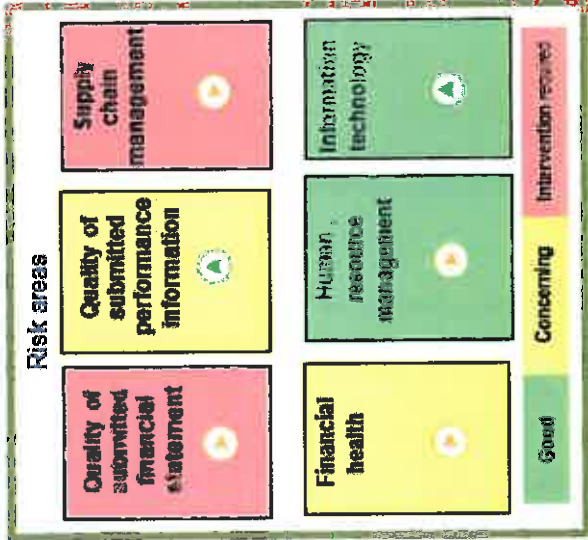 Risk areas
Quality of
submitted
financial
statement
Quality of
submitted
performance
information
Supply
chain
management
Financial
health
Human
resource
management
Information
technology
Good
Concerning
Intervention required